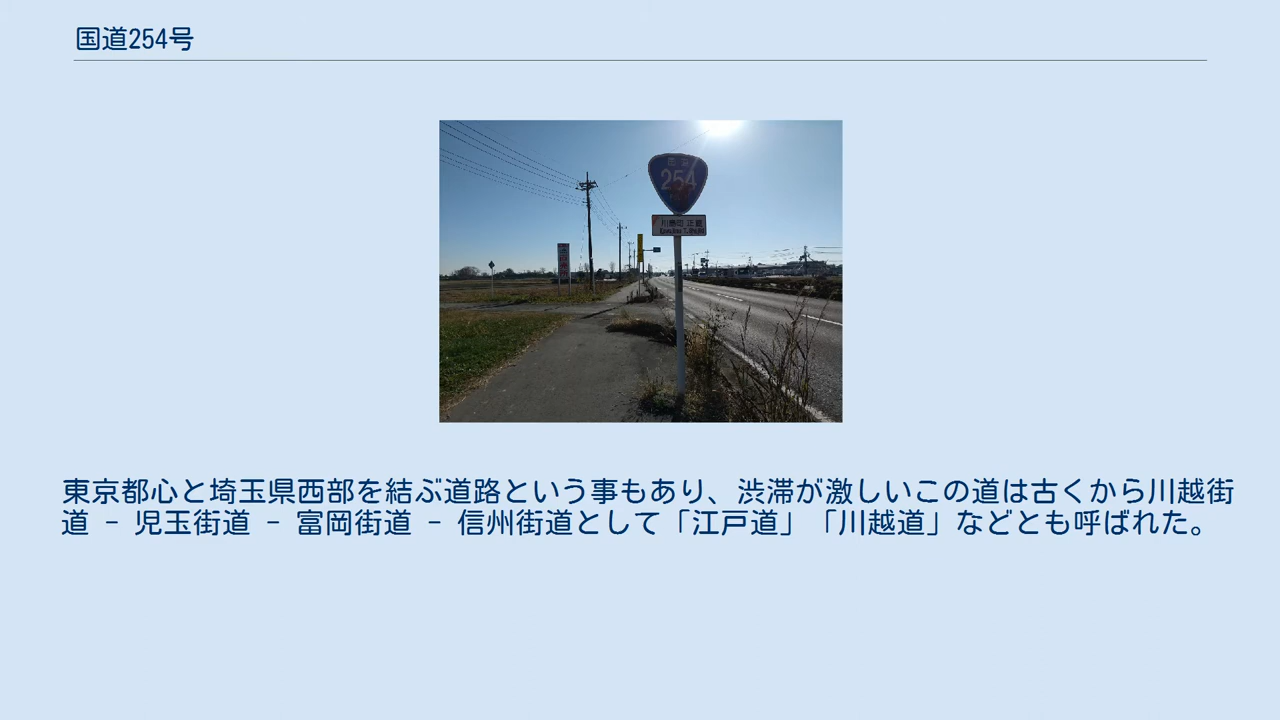 国道254号
254
東京都心と埼玉県西部を結ぶ道路という事もあり、渋滞が激しいこの道は古くから川越街
道 － 児玉街道 － 富岡街道 － 信州街道として「江戸道」「川越道」などとも呼ばれた。